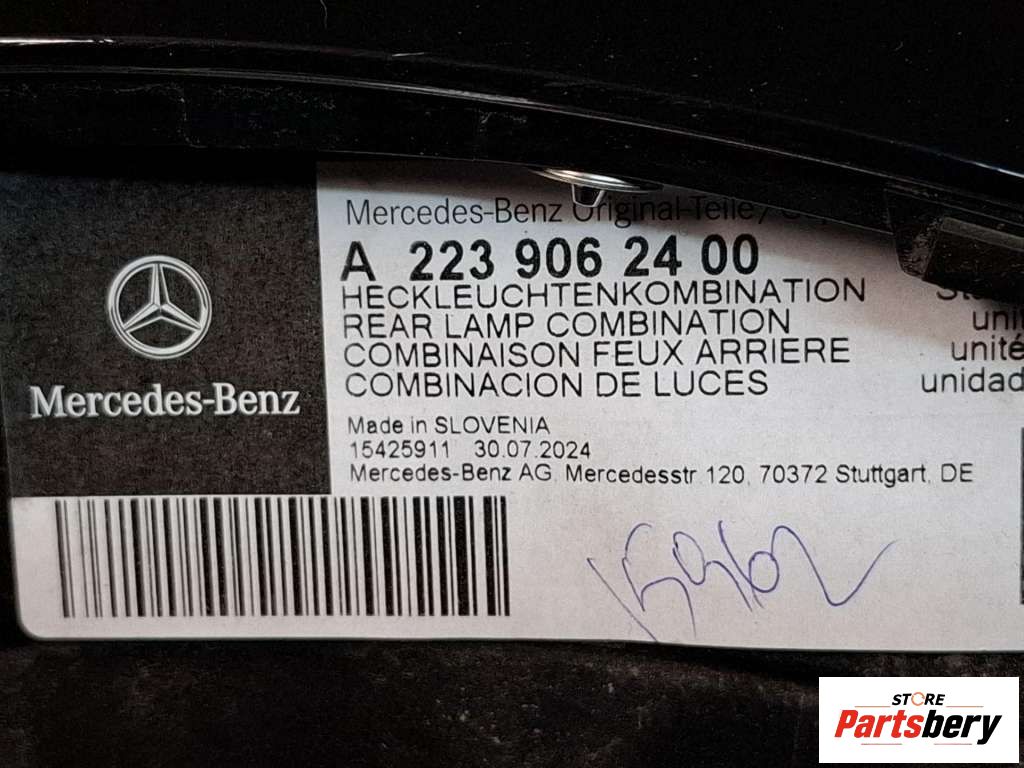 Mercedes-Benz Original-Teile/
A 223 906 24 00
HECKLEUCHTENKOMBINATION
REAR LAMP COMBINATION
COMBINAISON FEUX ARRIERE
COMBINACION DE LUCES
unité
unidad
Made in SLOVENIA
15425911 30.07.2024
Mercedes-Benz AG, Mercedesstr.120, 70372 Stuttgart, DE
Mercedes-Benz
STORE
Partsbery